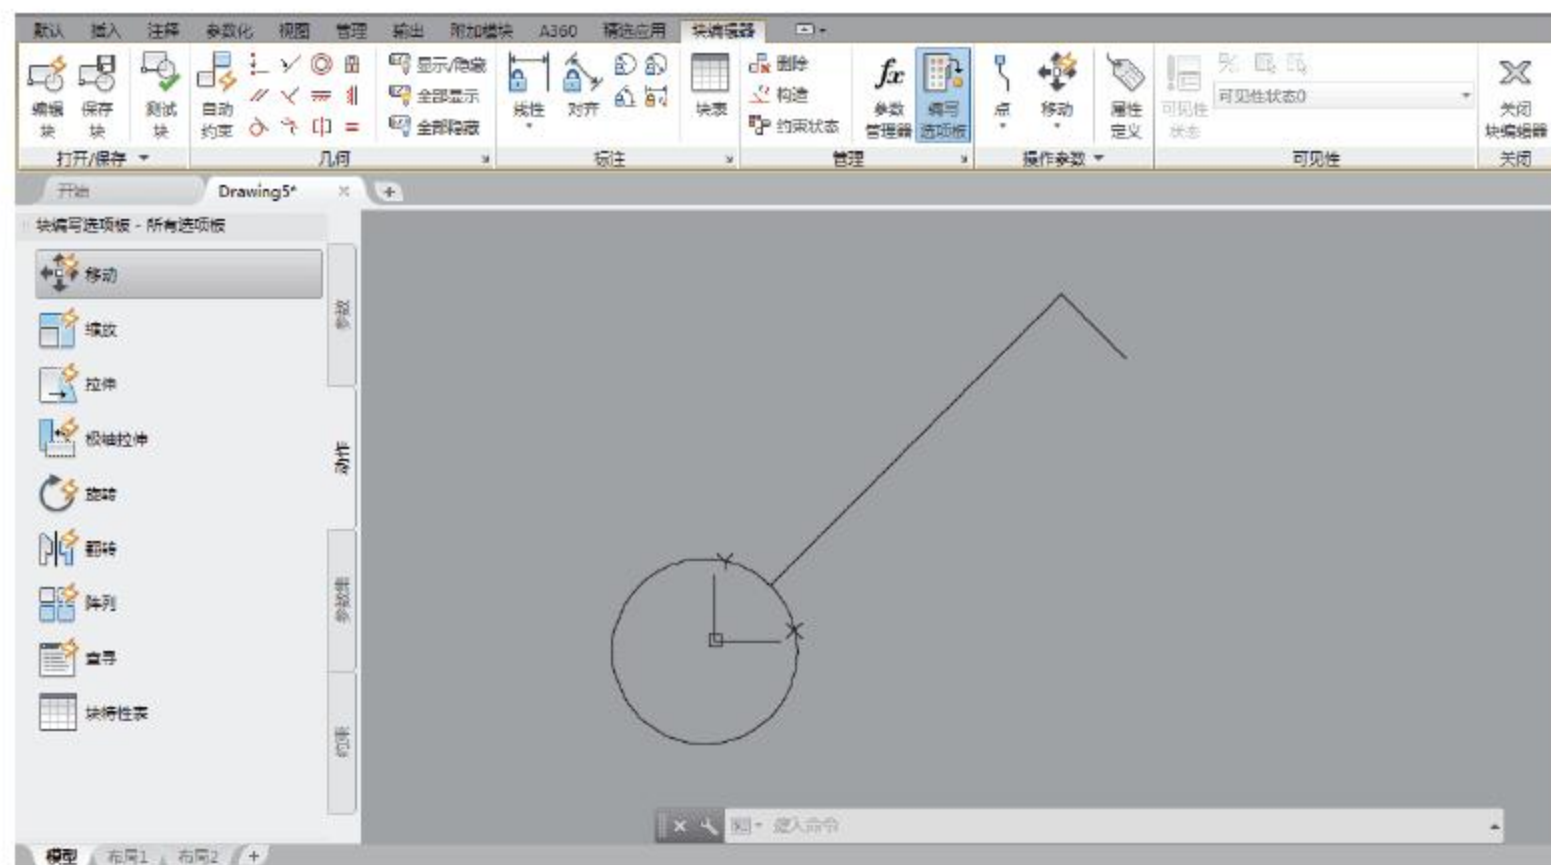 默认 插入 注释 参数化 视图 管理 输出 附加模块 A360 精选应用 块编辑器
编辑块 保存块 测试块 自动约束 显示/隐藏 全部显示 全部隐藏 线性 对齐 块表 删除 构造 约束状态 fx 参数管理器 编写选项板 点 移动 属性定义 可见性状态 可见性状态0 关闭块编辑器
打开/保存 几何 标注 管理 操作参数 可见性 关闭
开始 Drawing5* +
块编写选项板 - 所有选项板
移动
缩放
拉伸
极轴拉伸
旋转
翻转
阵列
查寻
块特性表
参数
动作
参数集
约束
Y
X
键入命令
模型 布局1 布局2 +